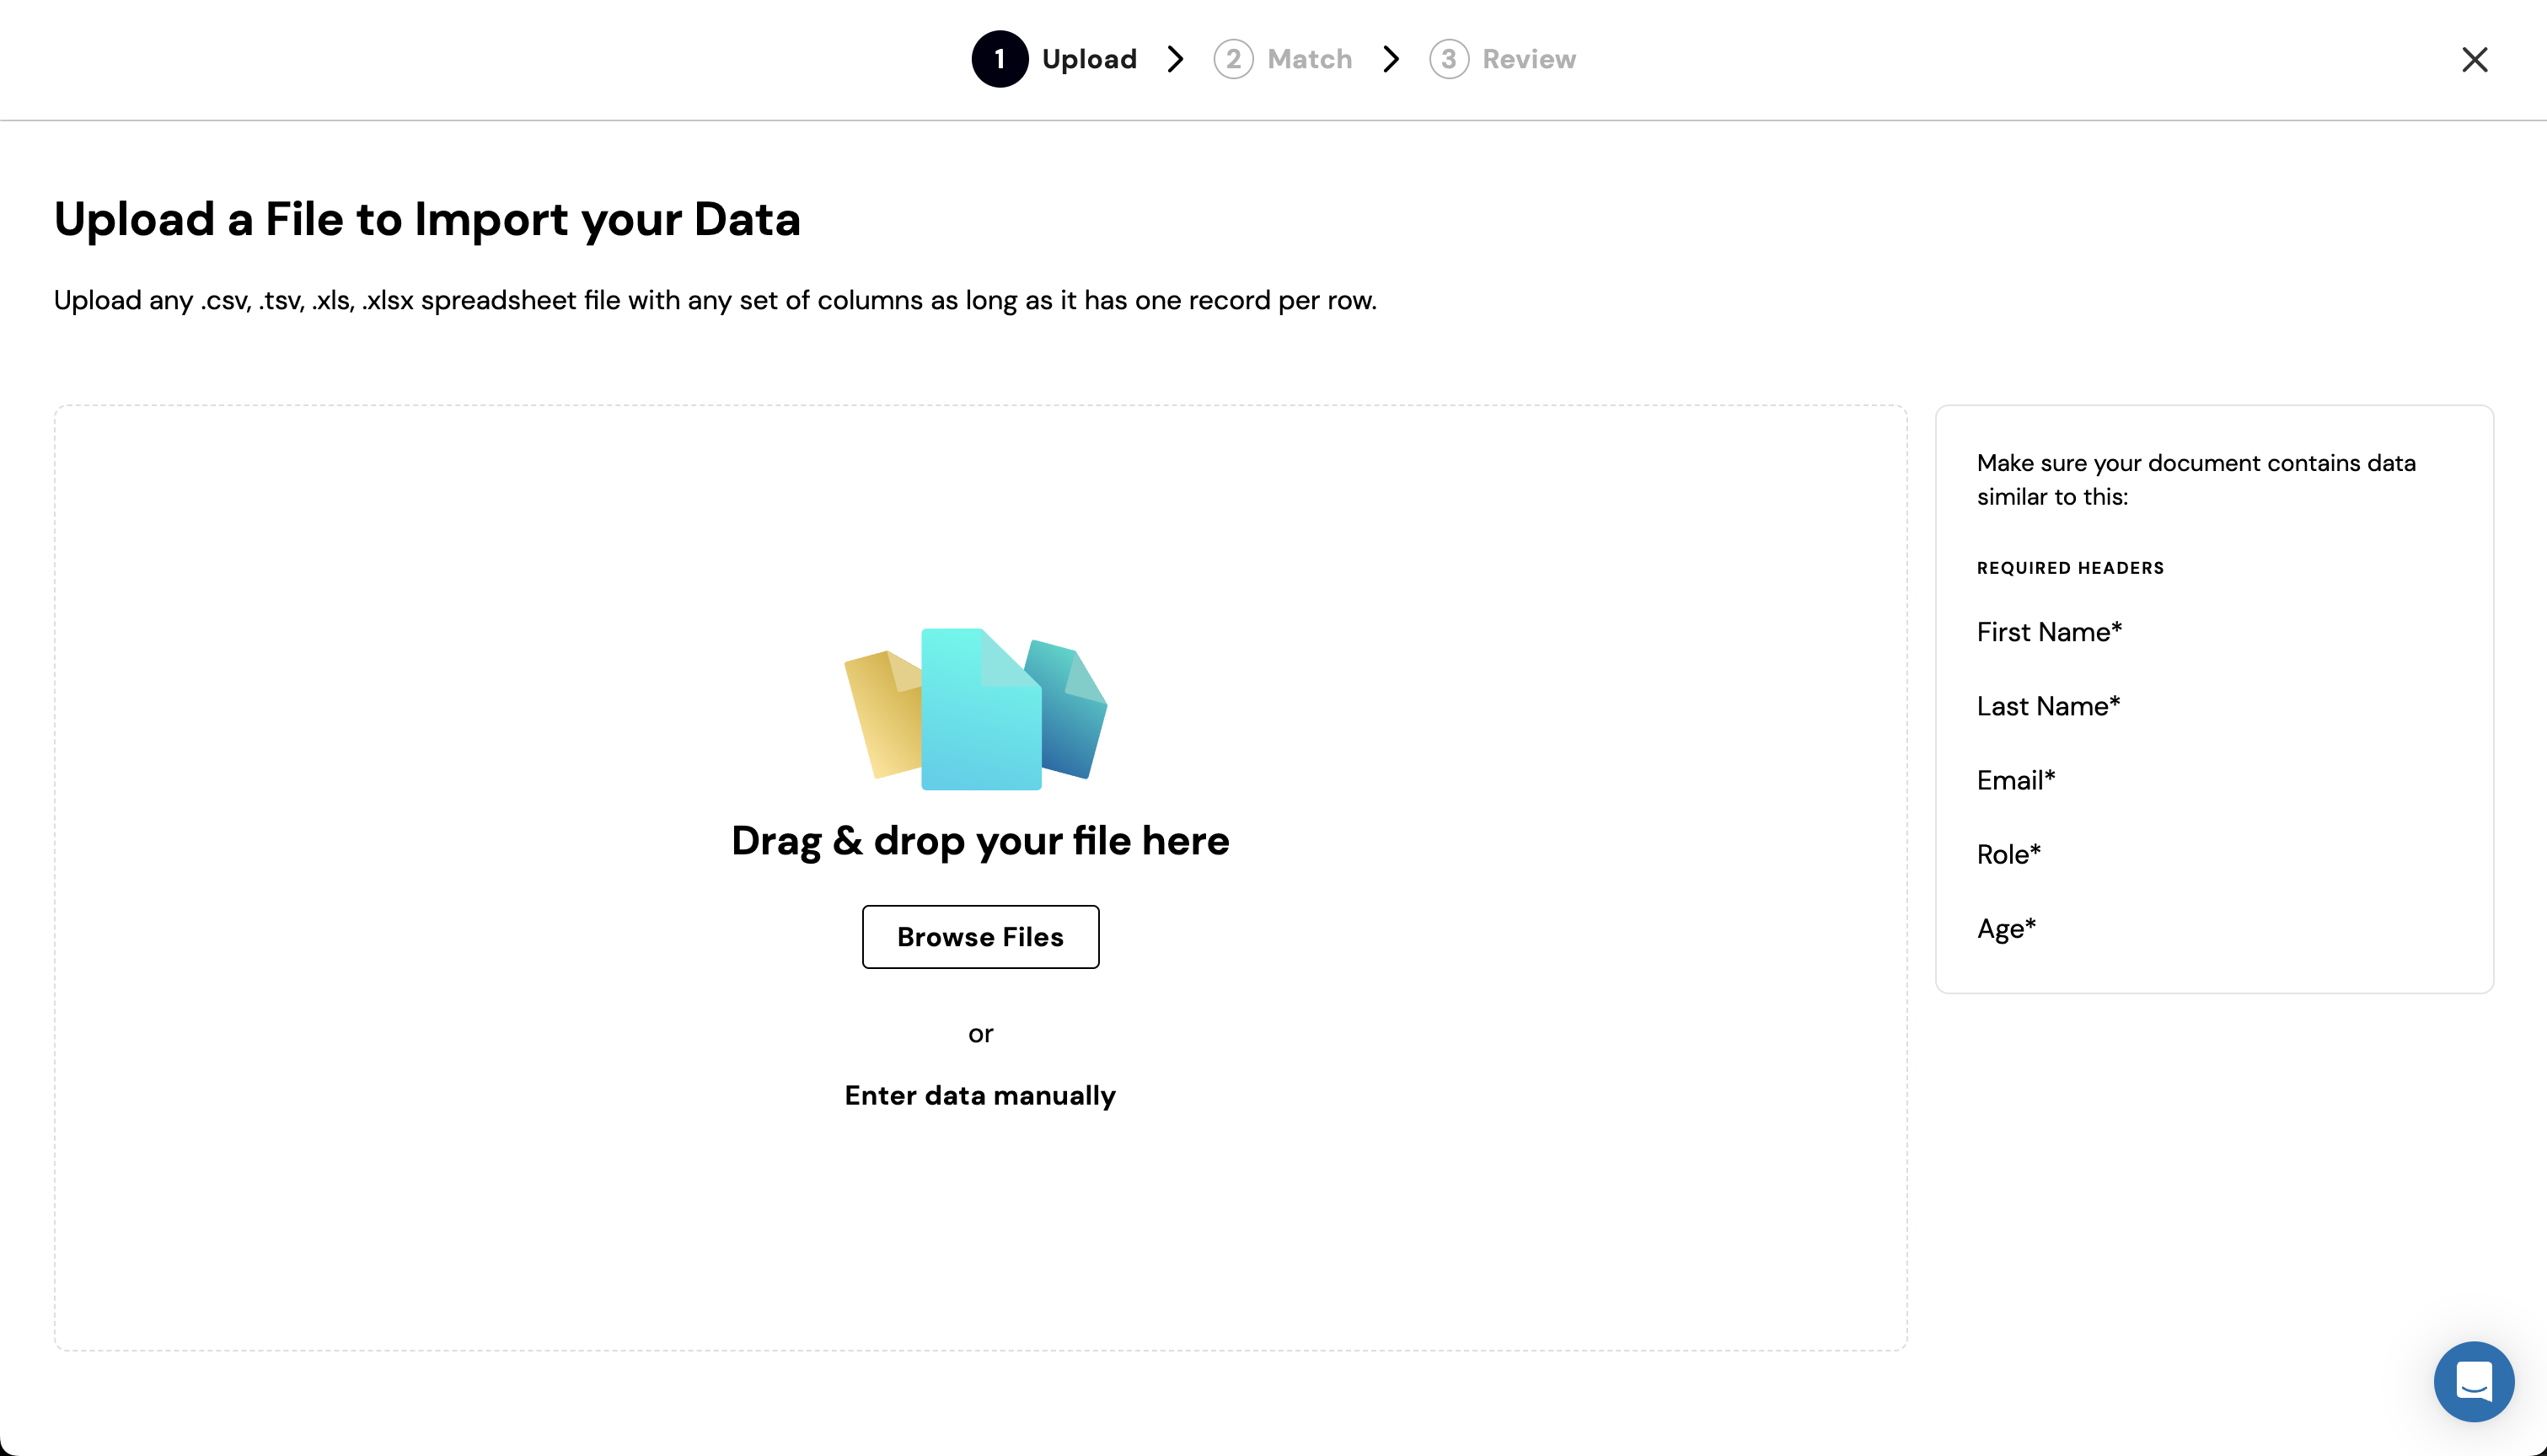 1 Upload 2 Match 3 Review
Upload a File to Import your Data
Upload any .csv, .tsv, .xls, .xlsx spreadsheet file with any set of columns as long as it has one record per row.
Drag & drop your file here
Browse Files
or
Enter data manually
Make sure your document contains data
similar to this:
REQUIRED HEADERS
First Name*
Last Name*
Email*
Role*
Age*